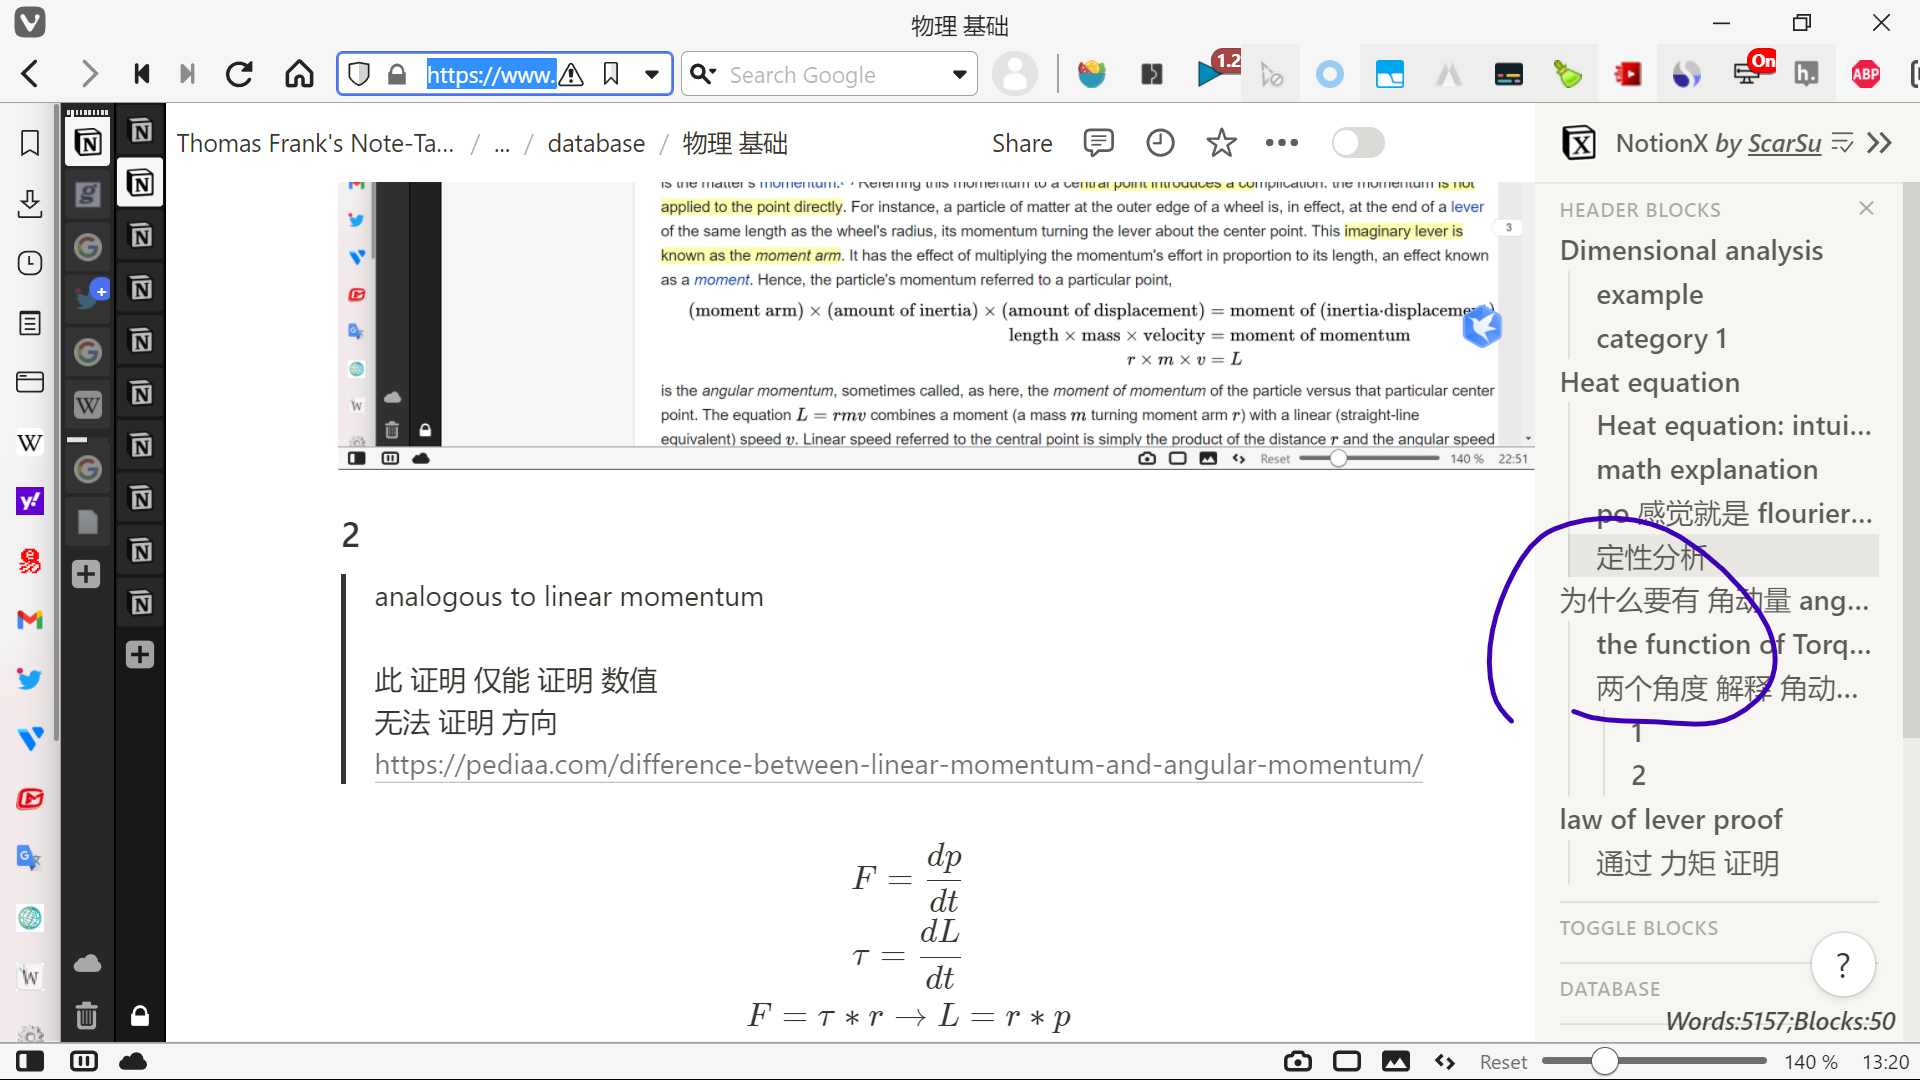 物理 基础
https://www.
Search Google
1.2
On
h.
ABP
Thomas Frank's Note-Ta... / ... / database / 物理 基础
Share
NotionX by ScarSu
is the matter's momentum. Referring this momentum to a central point introduces a complication: the momentum is not
applied to the point directly. For instance, a particle of matter at the outer edge of a wheel is, in effect, at the end of a lever
of the same length as the wheel's radius, its momentum turning the lever about the center point. This imaginary lever is
known as the moment arm. It has the effect of multiplying the momentum's effort in proportion to its length, an effect known
as a moment. Hence, the particle's momentum referred to a particular point,
3
(moment arm) × (amount of inertia) × (amount of displacement) = moment of (inertia·displacement)
length × mass × velocity = moment of momentum
r × m × v = L
is the angular momentum, sometimes called, as here, the moment of momentum of the particle versus that particular center
point. The equation L = rmv combines a moment (a mass m turning moment arm r) with a linear (straight-line
equivalent) speed v. Linear speed referred to the central point is simply the product of the distance r and the angular speed
Reset 140 % 22:51
2
analogous to linear momentum
此 证明 仅能 证明 数值
无法 证明 方向
https://pediaa.com/difference-between-linear-momentum-and-angular-momentum/
F = dp/dt
τ = dL/dt
F = τ * r → L = r * p
HEADER BLOCKS
Dimensional analysis
example
category 1
Heat equation
Heat equation: intui...
math explanation
po 感觉就是 flourier...
定性分析
为什么要有 角动量 ang...
the function of Torq...
两个角度 解释 角动...
1
2
law of lever proof
通过 力矩 证明
TOGGLE BLOCKS
?
DATABASE
Words:5157;Blocks:50
Reset 140 % 13:20